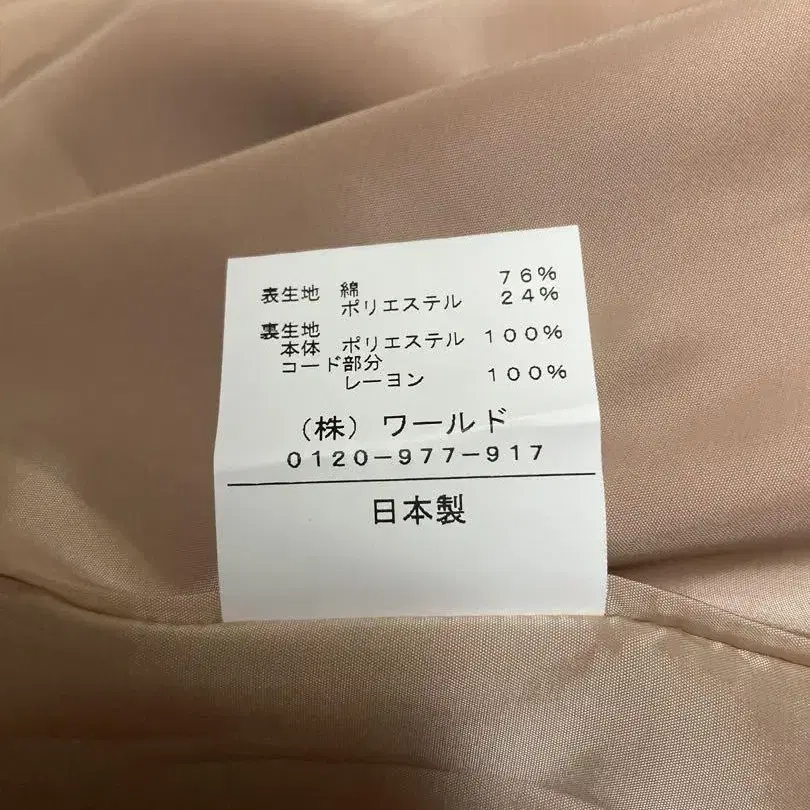 表生地 綿 76%
ポリエステル 24%
裏生地
本体 ポリエステル 100%
コード部分
レーヨン 100%
(株)ワールド
0120-977-917
日本製